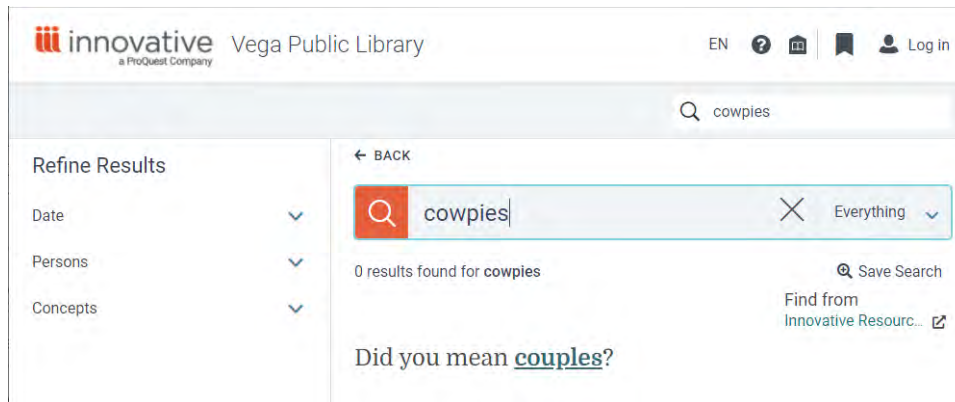 innovative
a ProQuest Company
Vega Public Library
EN
Log in
cowpies
Refine Results
Date
Persons
Concepts
← BACK
cowpies
Everything
0 results found for cowpies
Save Search
Find from
Innovative Resourc...
Did you mean couples?